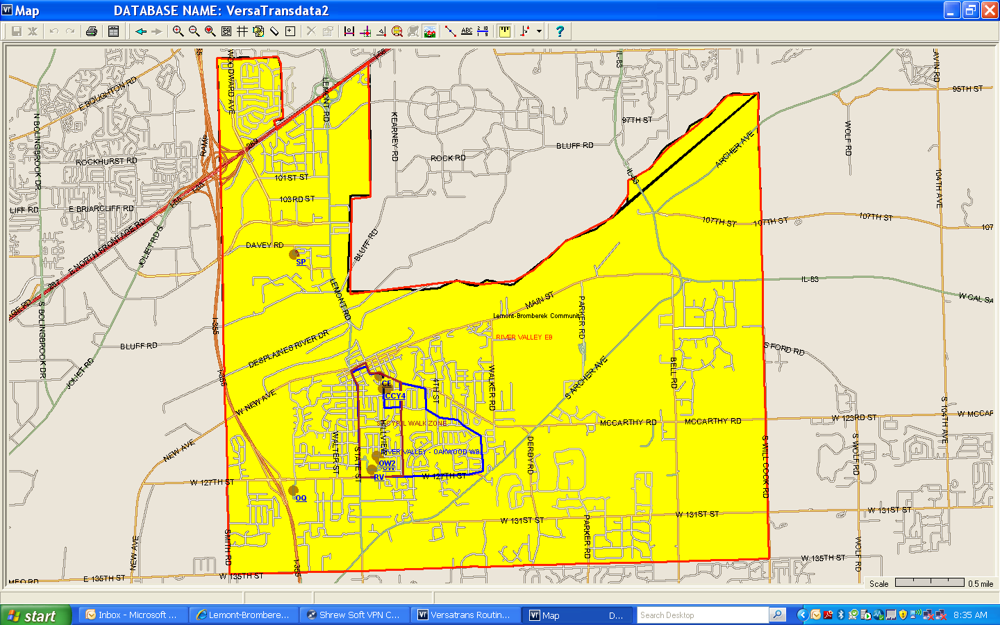 Map
DATABASE NAME: VersaTransdata2
ABC
WOODWARD AVE
LEMONT RD
IL-83
95TH ST
E BOUGHTON RD
N BOLINGBROOK DR
KEARNEY RD
97TH ST
WOLF RD
RAMP
BLUFF RD
ARCHER AVE
ROCKHURST RD
ROCK RD
IL-83
101ST ST
104TH AVE
103RD ST
E BRIARCLIFF RD
LIFF RD
107TH ST
107TH ST
107TH ST
107
E NORTH FRONTAGE RD
JOLIET RD S
DAVEY RD
BLUFF RD
SP
267
IL-83
LEMONT RD
MAIN ST
PARKER RD
W CAL SA
S BOLINGBROOK DR
Lemont-Bromberek Communit
I-355
RIVER VALLEY EB
BLUFF RD
DESPLAINES RIVER DR
S FORD RD
JOLIET RD
I-355
S ARCHER AVE
BELL RD
WALKER RD
CE
CCY4
4TH ST
W NEW AVE
S 104TH AVE
W MCCAR
W 123RD ST
MCCARTHY RD
MCCARTHY RD
WALK ZONE
NEW AVE
WALTER ST
STATE ST
RIVER VALLEY - OAKWOOD WB
DERBY RD
S WILL COOK RD
S WOLF RD
OW2
RV
W 127TH ST
W 127TH ST
OQ
W 131ST ST
W 131ST ST
W 131ST ST
NEW AVE
SMITH RD
PARKER RD
WOLF RD
I-355
W 135TH ST
E 135TH ST
W 135TH ST
MEO RD
Scale
0.5 mile
start
Inbox - Microsoft ...
Lemont-Brombere...
Shrew Soft VPN C...
Versatrans Routin...
Map
D...
Search Desktop
8:35 AM